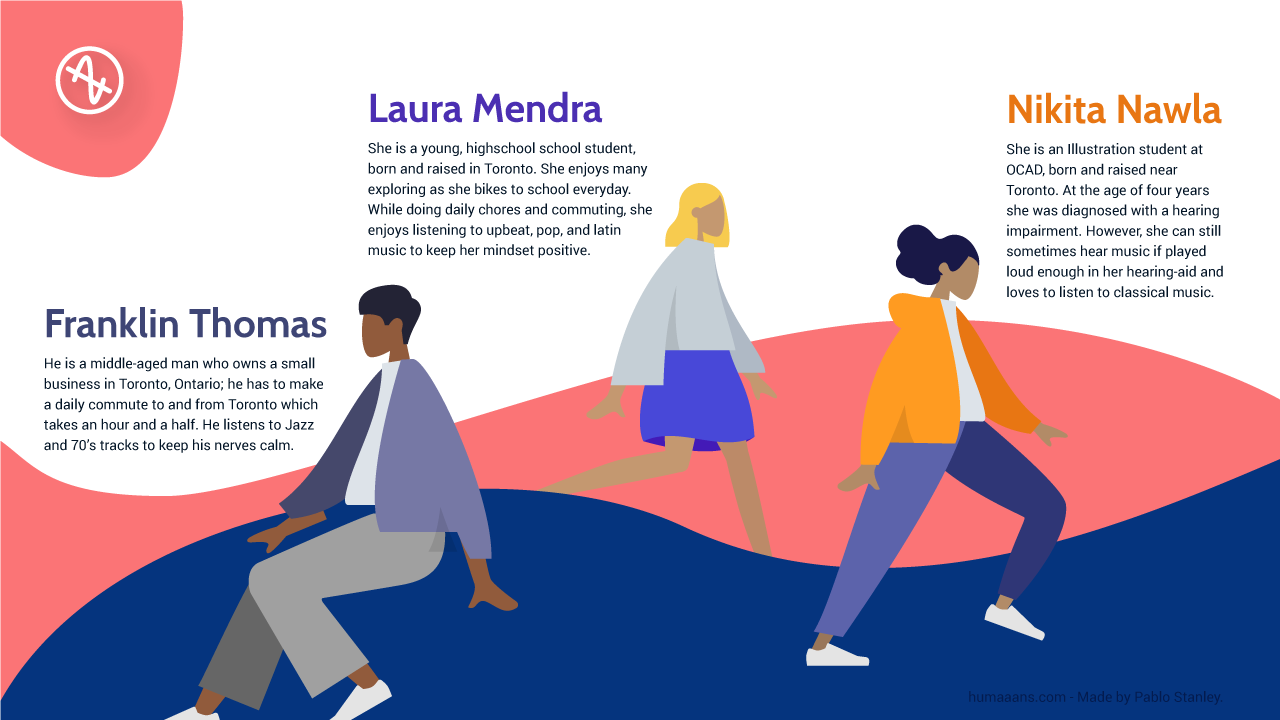 Laura Mendra
She is a young, highschool school student,
born and raised in Toronto. She enjoys many
exploring as she bikes to school everyday.
While doing daily chores and commuting, she
enjoys listening to upbeat, pop, and latin
music to keep her mindset positive.
Nikita Nawla
She is an Illustration student at
OCAD, born and raised near
Toronto. At the age of four years
she was diagnosed with a hearing
impairment. However, she can still
sometimes hear music if played
loud enough in her hearing-aid and
loves to listen to classical music.
Franklin Thomas
He is a middle-aged man who owns a small
business in Toronto, Ontario; he has to make
a daily commute to and from Toronto which
takes an hour and a half. He listens to Jazz
and 70's tracks to keep his nerves calm.
humaaans.com - Made by Pablo Stanley.